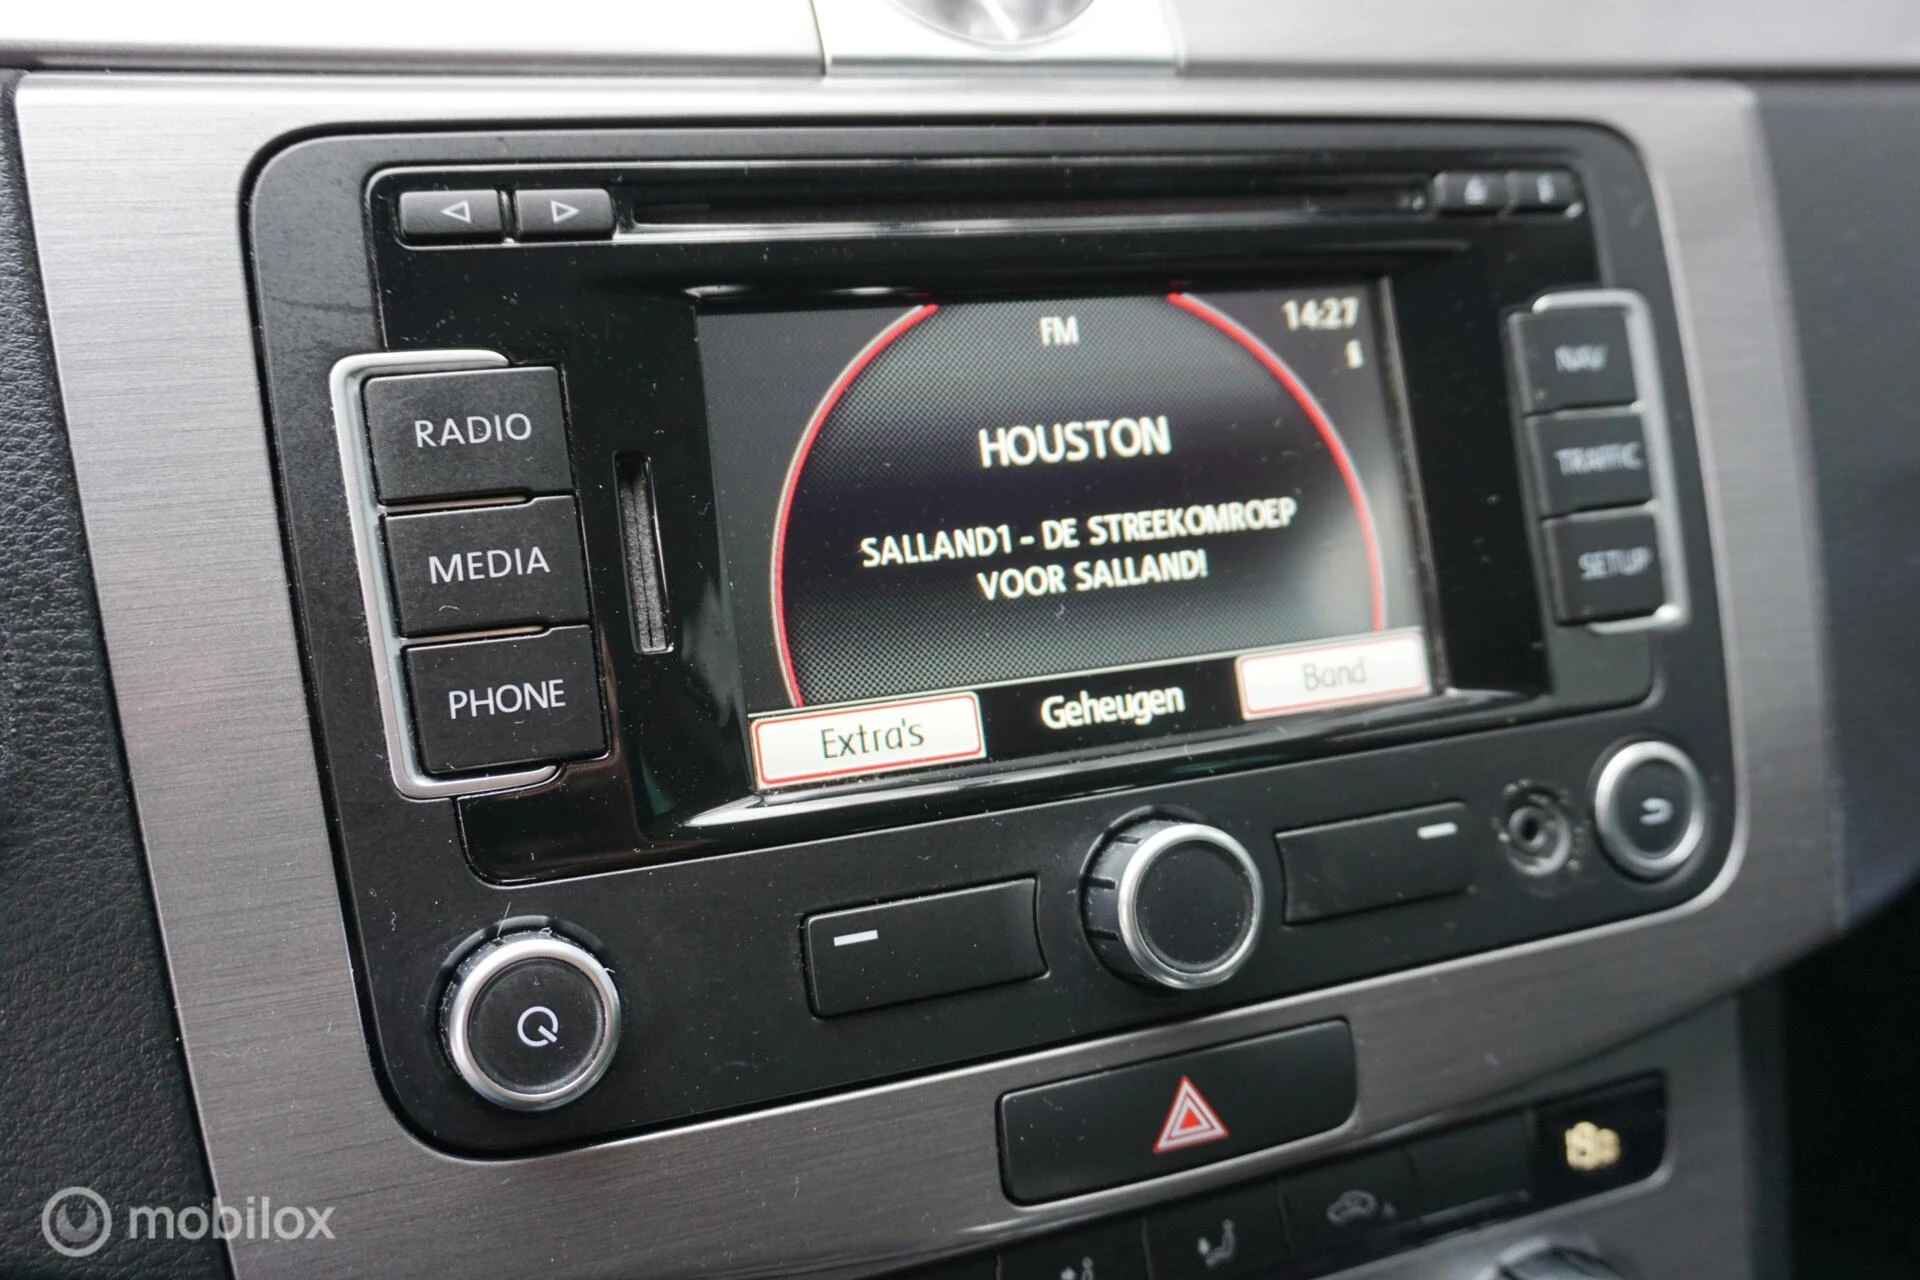 FM
14:27
HOUSTON
SALLAND1 - DE STREEKOMROEP
VOOR SALLAND!
Extra's
Geheugen
Band
RADIO
MEDIA
PHONE
NAV
TRAFFIC
SETUP
mobilox